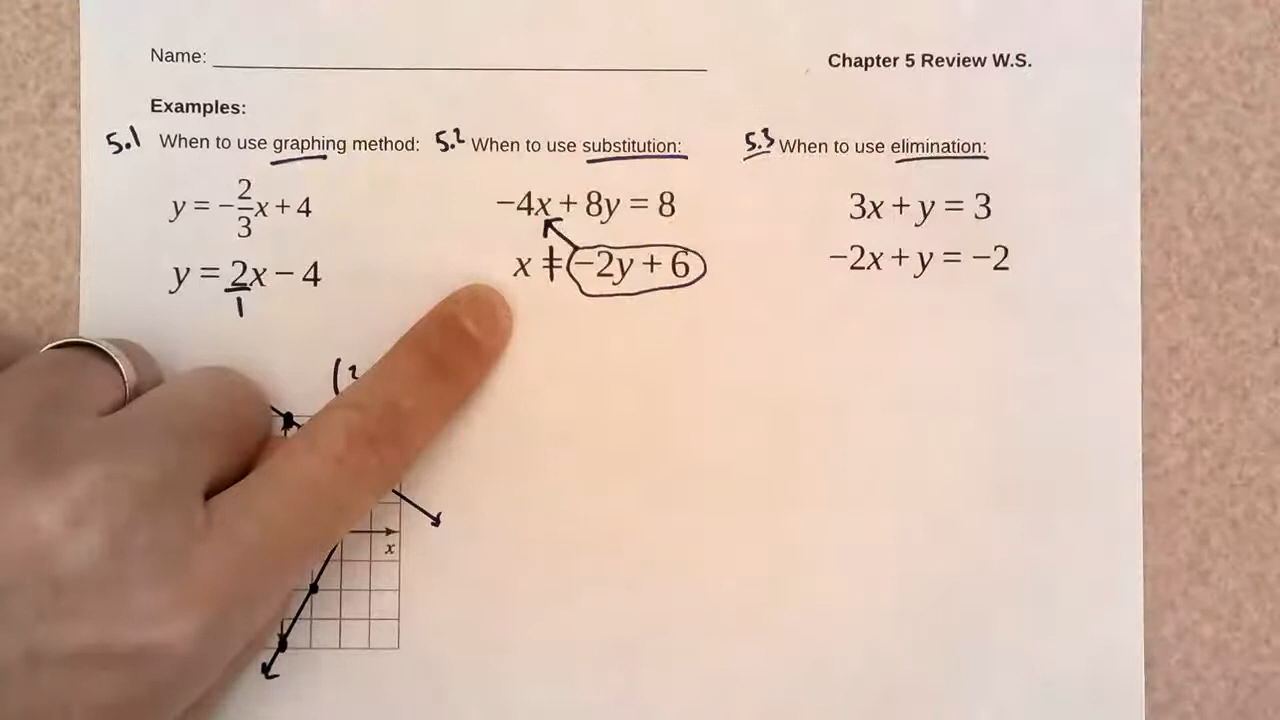 Name:
Chapter 5 Review W.S.
Examples:
5.1 When to use graphing method:
y = -2/3x + 4
y = 2x - 4
1
5.2 When to use substitution:
-4x + 8y = 8
x = -2y + 6
5.3 When to use elimination:
3x + y = 3
-2x + y = -2
(2
x